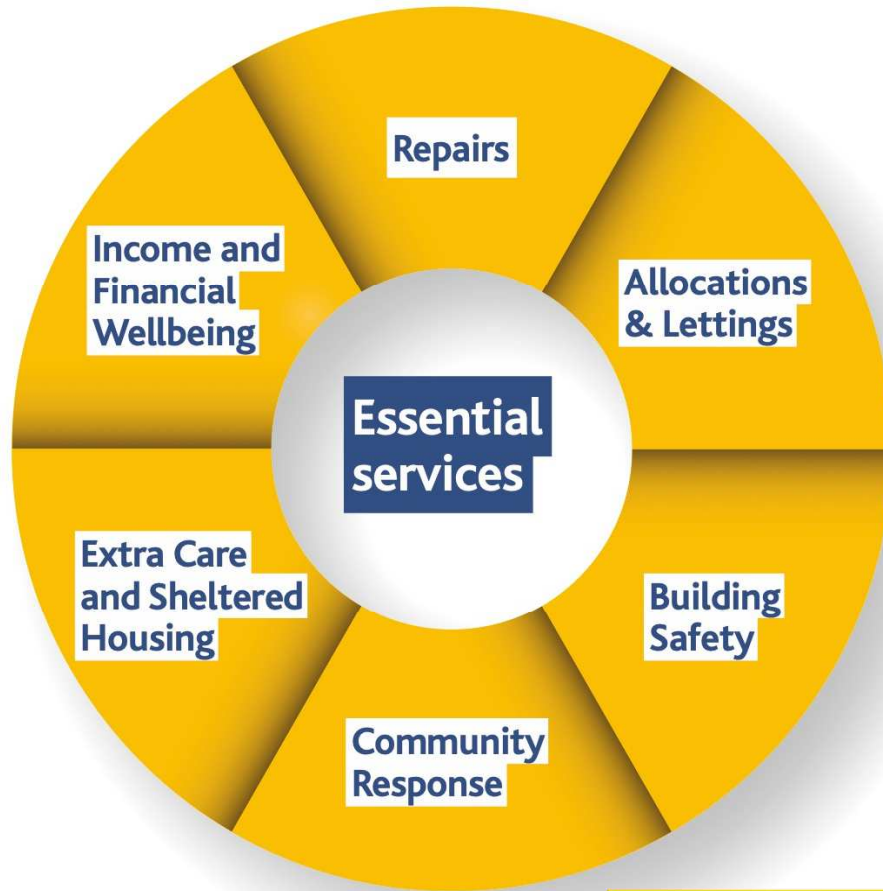 Repairs
Allocations
& Lettings
Building
Safety
Community
Response
Extra Care
and Sheltered
Housing
Income and
Financial
Wellbeing
Essential
services